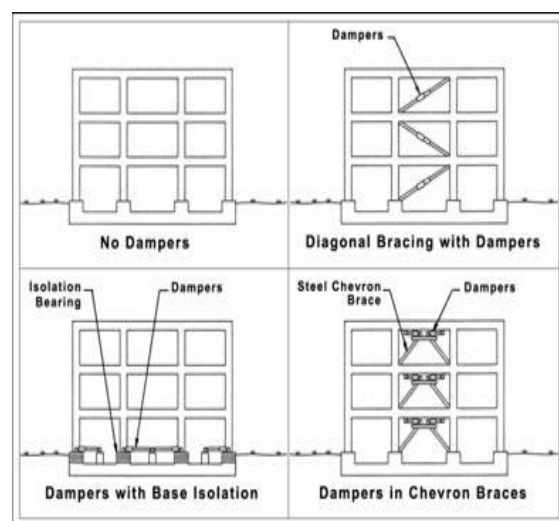 Dampers
No Dampers
Diagonal Bracing with Dampers
Isolation
Bearing
Dampers
Dampers with Base Isolation
Steel Chevron
Brace
Dampers
Dampers in Chevron Braces